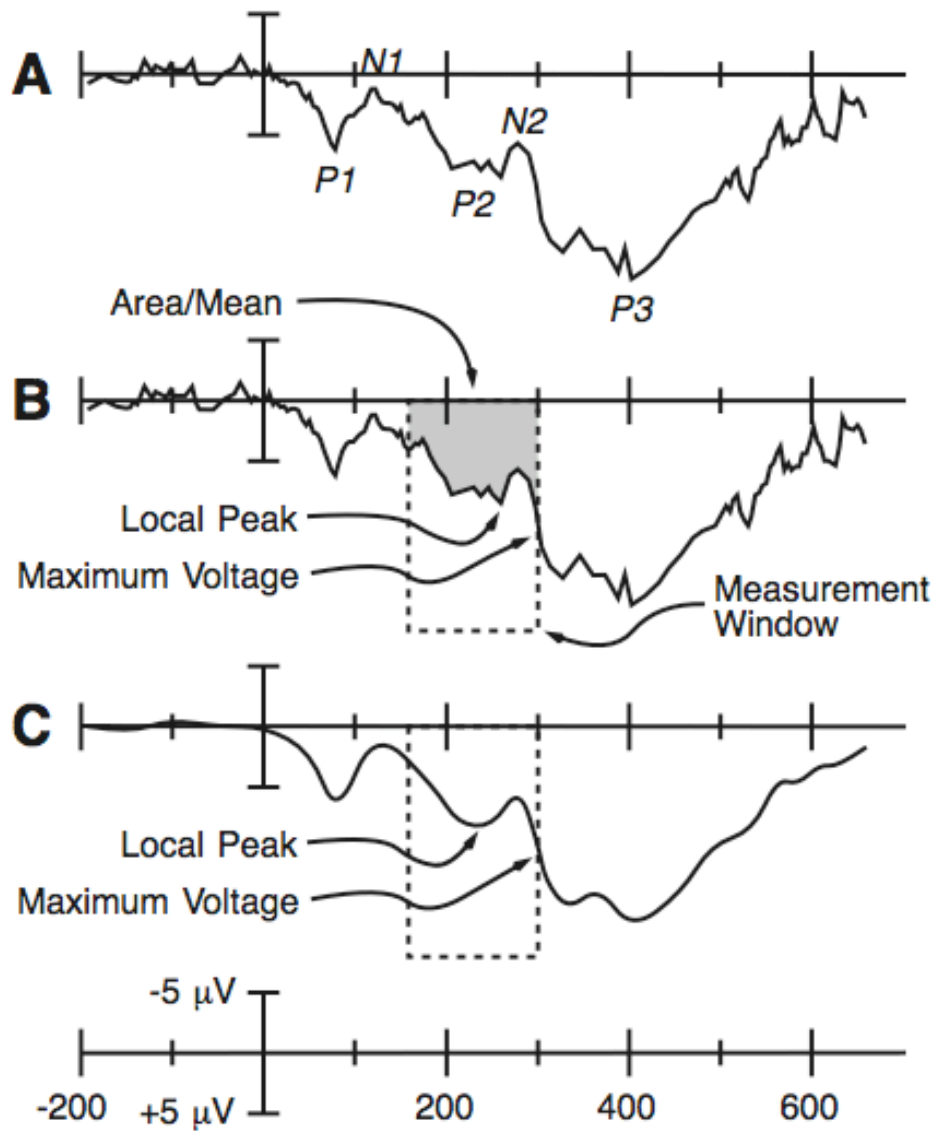 A
N1
N2
P1
P2
P3
Area/Mean
B
Local Peak
Maximum Voltage
Measurement
Window
C
Local Peak
Maximum Voltage
-5 μV
-200 +5 μV 200 400 600